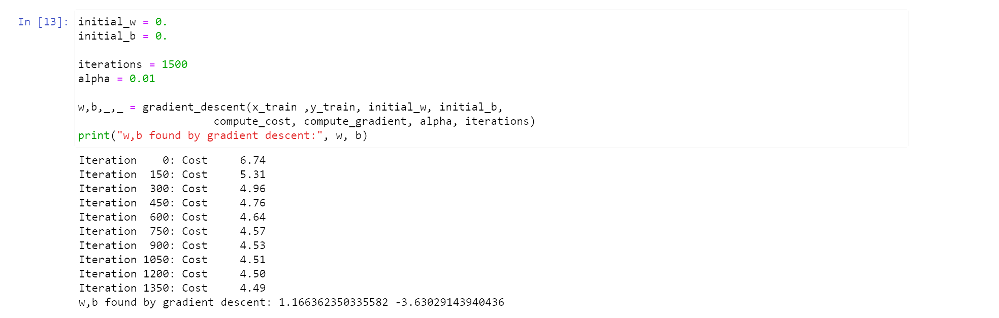 In [13]: initial_w = 0.
initial_b = 0.
iterations = 1500
alpha = 0.01
w,b,_,_ = gradient_descent(x_train ,y_train, initial_w, initial_b,
compute_cost, compute_gradient, alpha, iterations)
print("w,b found by gradient descent:", w, b)
Iteration    0: Cost     6.74
Iteration  150: Cost     5.31
Iteration  300: Cost     4.96
Iteration  450: Cost     4.76
Iteration  600: Cost     4.64
Iteration  750: Cost     4.57
Iteration  900: Cost     4.53
Iteration 1050: Cost     4.51
Iteration 1200: Cost     4.50
Iteration 1350: Cost     4.49
w,b found by gradient descent: 1.166362350335582 -3.63029143940436